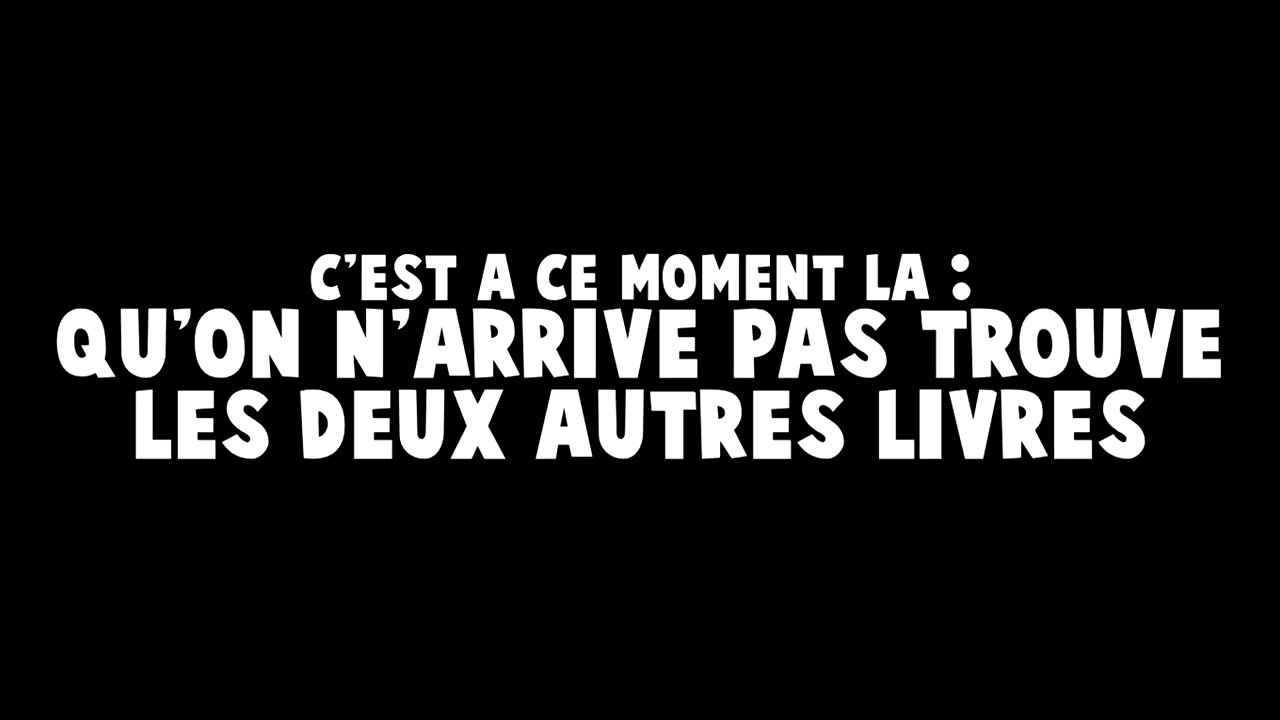 C'EST A CE MOMENT LA :
QU'ON N'ARRIVE PAS TROUVE
LES DEUX AUTRES LIVRES